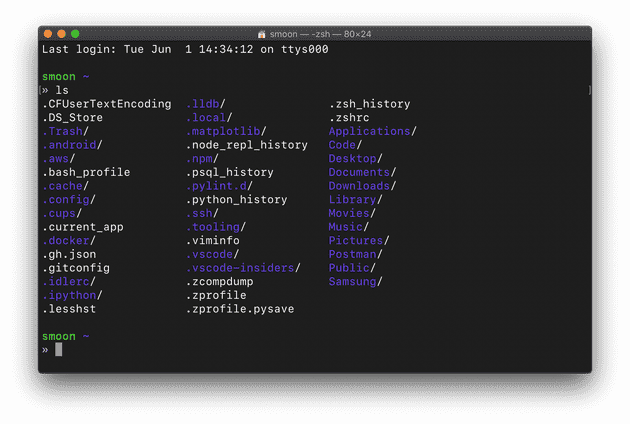 smoon — -zsh — 80×24
Last login: Tue Jun  1 14:34:12 on ttys000
smoon ~
[» ls ]
.CFUserTextEncoding .lldb/ .zsh_history
.DS_Store .local/ .zshrc
.Trash/ .matplotlib/ Applications/
.android/ .node_repl_history Code/
.aws/ .npm/ Desktop/
.bash_profile .psql_history Documents/
.cache/ .pylint.d/ Downloads/
.config/ .python_history Library/
.cups/ .ssh/ Movies/
.current_app .tooling/ Music/
.docker/ .viminfo Pictures/
.gh.json .vscode/ Postman/
.gitconfig .vscode-insiders/ Public/
.idlerc/ .zcompdump Samsung/
.ipython/ .zprofile
.lesshst .zprofile.pysave
smoon ~
»